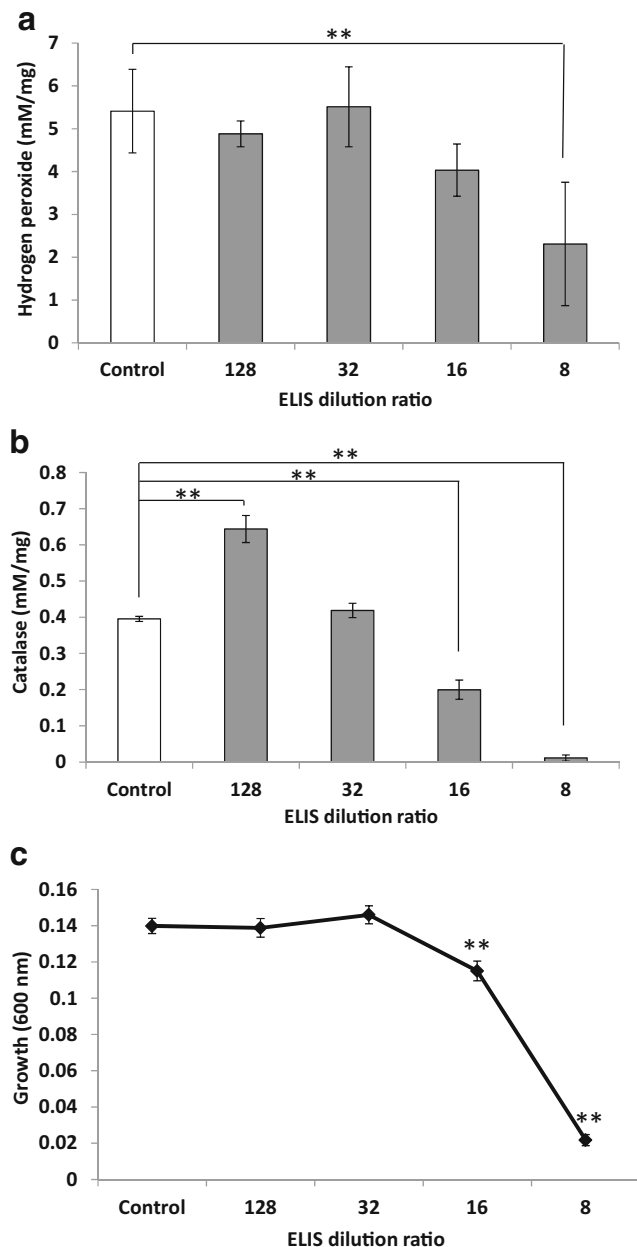 a
**
7
6
5
4
3
2
1
0
Hydrogen peroxide (mM/mg)
Control 128 32 16 8
ELIS dilution ratio
b
**
**
**
0.8
0.7
0.6
0.5
0.4
0.3
0.2
0.1
0
Catalase (mM/mg)
Control 128 32 16 8
ELIS dilution ratio
c
0.16
0.14
0.12
0.1
0.08
0.06
0.04
0.02
0
Growth (600 nm)
**
**
Control 128 32 16 8
ELIS dilution ratio